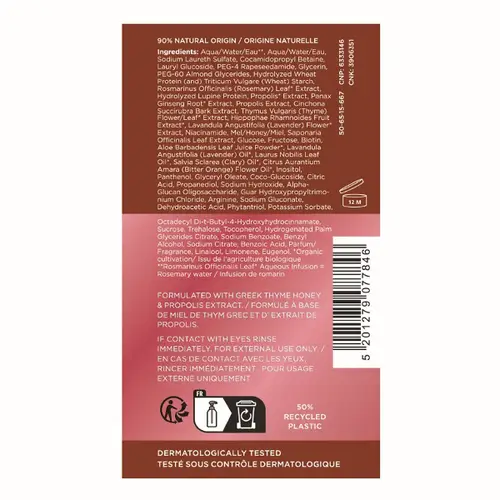 90% NATURAL ORIGIN / ORIGINE NATURELLE
Ingredients: Aqua/Water/Eau**, Aqua/Water/Eau,
Sodium Laureth Sulfate, Cocamidopropyl Betaine,
Lauryl Glucoside, PEG-4 Rapeseedamide, Glycerin,
PEG-60 Almond Glycerides, Hydrolyzed Wheat
Protein (and) Triticum Vulgare (Wheat) Starch,
Rosmarinus Officinalis (Rosemary) Leaf* Extract,
Hydrolyzed Lupine Protein, Propolis* Extract, Panax
Ginseng Root* Extract, Propolis Extract, Cinchona
Succirubra Bark Extract, Thymus Vulgaris (Thyme)
Flower/Leaf* Extract, Hippophae Rhamnoides Fruit
Extract*, Lavandula Angustifolia (Lavender) Flower*
Extract, Niacinamide, Mel/Honey/Miel, Saponaria
Officinalis Leaf Extract, Glucose, Fructose, Biotin,
Aloe Barbadensis Leaf Juice Powder*, Lavandula
Angustifolia (Lavender) Oil*, Laurus Nobilis Leaf
Oil*, Salvia Sclarea (Clary) Oil*, Citrus Aurantium
Amara (Bitter Orange) Flower Oil*, Inositol,
Panthenol, Glyceryl Oleate, Coco-Glucoside, Citric
Acid, Propanediol, Sodium Hydroxide, Alpha-
Glucan Oligosaccharide, Guar Hydroxypropyltrimo-
nium Chloride, Arginine, Sodium Gluconate,
Dehydroacetic Acid, Phytantriol, Potassium Sorbate,
Octadecyl Di-t-Butyl-4-Hydroxyhydrocinnamate,
Sucrose, Trehalose, Tocopherol, Hydrogenated Palm
Glycerides Citrate, Sodium Benzoate, Benzyl
Alcohol, Sodium Citrate, Benzoic Acid, Parfum/
Fragrance, Linalool, Limonene, Eugenol. *Organic
cultivation/ Issu de l'agriculture biologique
**Rosmarinus Officinalis Leaf* Aqueous Infusion =
Rosemary water / Infusion de romarin
FORMULATED WITH GREEK THYME HONEY
& PROPOLIS EXTRACT. / FORMULÉ À BASE
DE MIEL DE THYM GREC ET D' EXTRAIT DE
PROPOLIS.
IF CONTACT WITH EYES RINSE
IMMEDIATELY. FOR EXTERNAL USE ONLY. /
EN CAS DE CONTACT AVEC LES YEUX,
RINCER IMMÉDIATEMENT. POUR USAGE
EXTERNE UNIQUEMENT.
FR
50%
RECYCLED
PLASTIC
DERMATOLOGICALLY TESTED
TESTÉ SOUS CONTRÔLE DERMATOLOGIQUE
SO-65-15-667
CNP: 6333146
CNK: 3906351
12 M
5 201279 077846